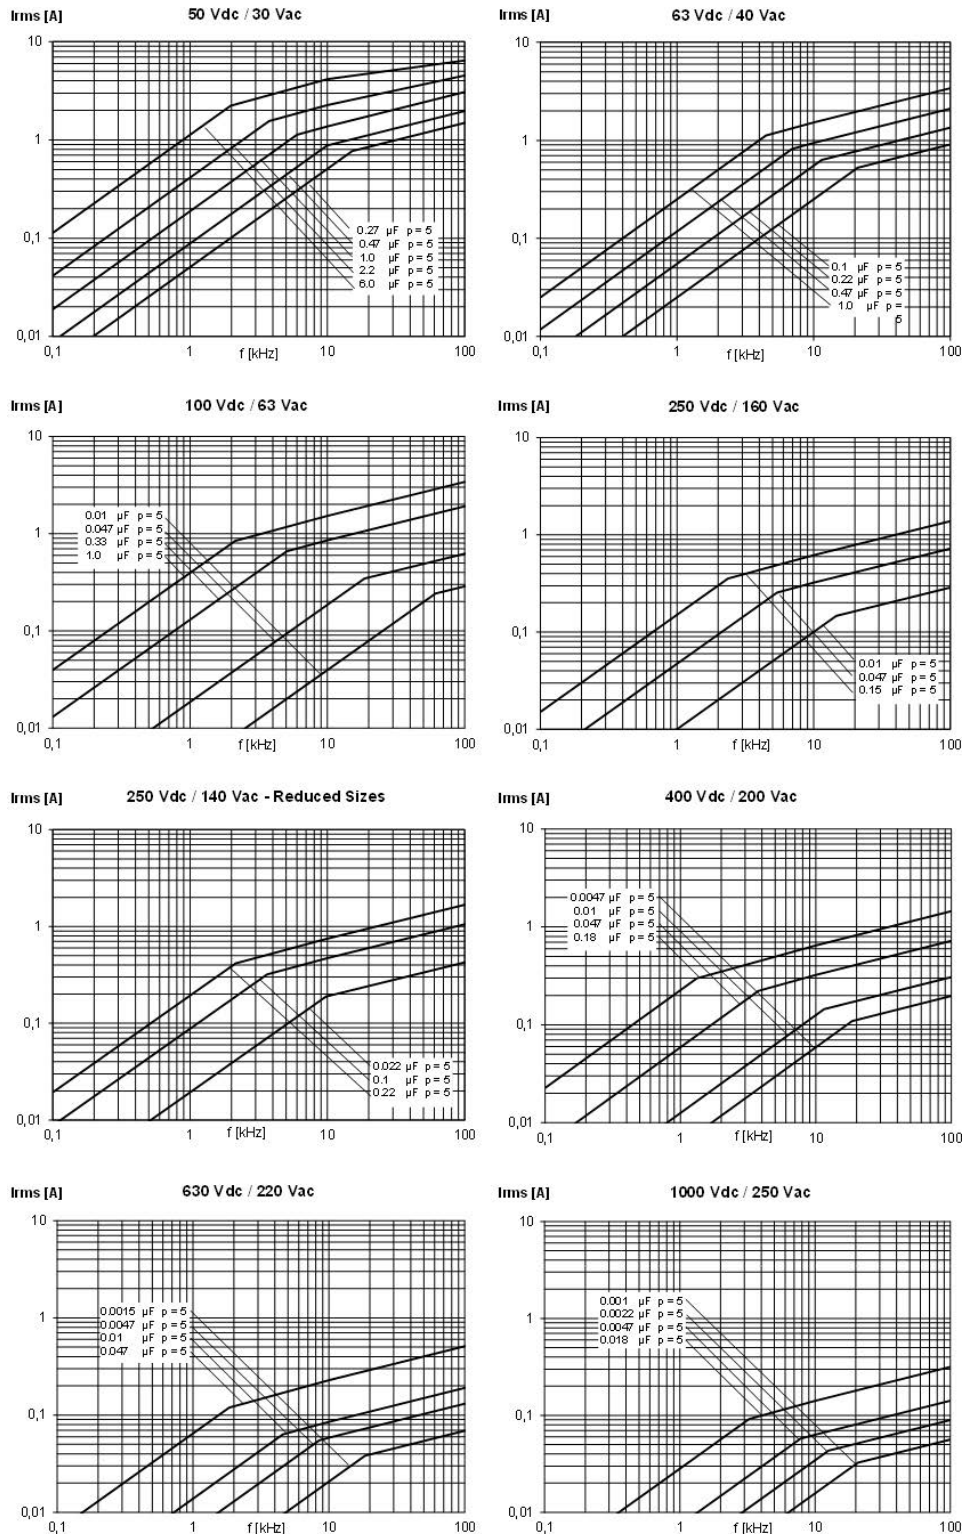 Irms [A]
50 Vdc / 30 Vac
10
1
0,1
0,01
0.27 µF p = 5
0.47 µF p = 5
1.0 µF p = 5
2.2 µF p = 5
6.0 µF p = 5
0,1
1
f [kHz]
10
100
Irms [A]
63 Vdc / 40 Vac
10
1
0,1
0,01
0.1 µF p = 5
0.22 µF p = 5
0.47 µF p = 5
1.0 µF p =
5
0,1
1
f [kHz]
10
100
Irms [A]
100 Vdc / 63 Vac
10
1
0,1
0,01
0.01 µF p = 5
0.047 µF p = 5
0.33 µF p = 5
1.0 µF p = 5
0,1
1
f [kHz]
10
100
Irms [A]
250 Vdc / 160 Vac
10
1
0,1
0,01
0.01 µF p = 5
0.047 µF p = 5
0.15 µF p = 5
0,1
1
f [kHz]
10
100
Irms [A]
250 Vdc / 140 Vac - Reduced Sizes
10
1
0,1
0,01
0.022 µF p = 5
0.1 µF p = 5
0.22 µF p = 5
0,1
1
f [kHz]
10
100
Irms [A]
400 Vdc / 200 Vac
10
1
0,1
0,01
0.0047 µF p = 5
0.01 µF p = 5
0.047 µF p = 5
0.18 µF p = 5
0,1
1
f [kHz]
10
100
Irms [A]
630 Vdc / 220 Vac
10
1
0,1
0,01
0.0015 µF p = 5
0.0047 µF p = 5
0.01 µF p = 5
0.047 µF p = 5
0,1
1
f [kHz]
10
100
Irms [A]
1000 Vdc / 250 Vac
10
1
0,1
0,01
0.001 µF p = 5
0.0022 µF p = 5
0.0047 µF p = 5
0.018 µF p = 5
0,1
1
f [kHz]
10
100